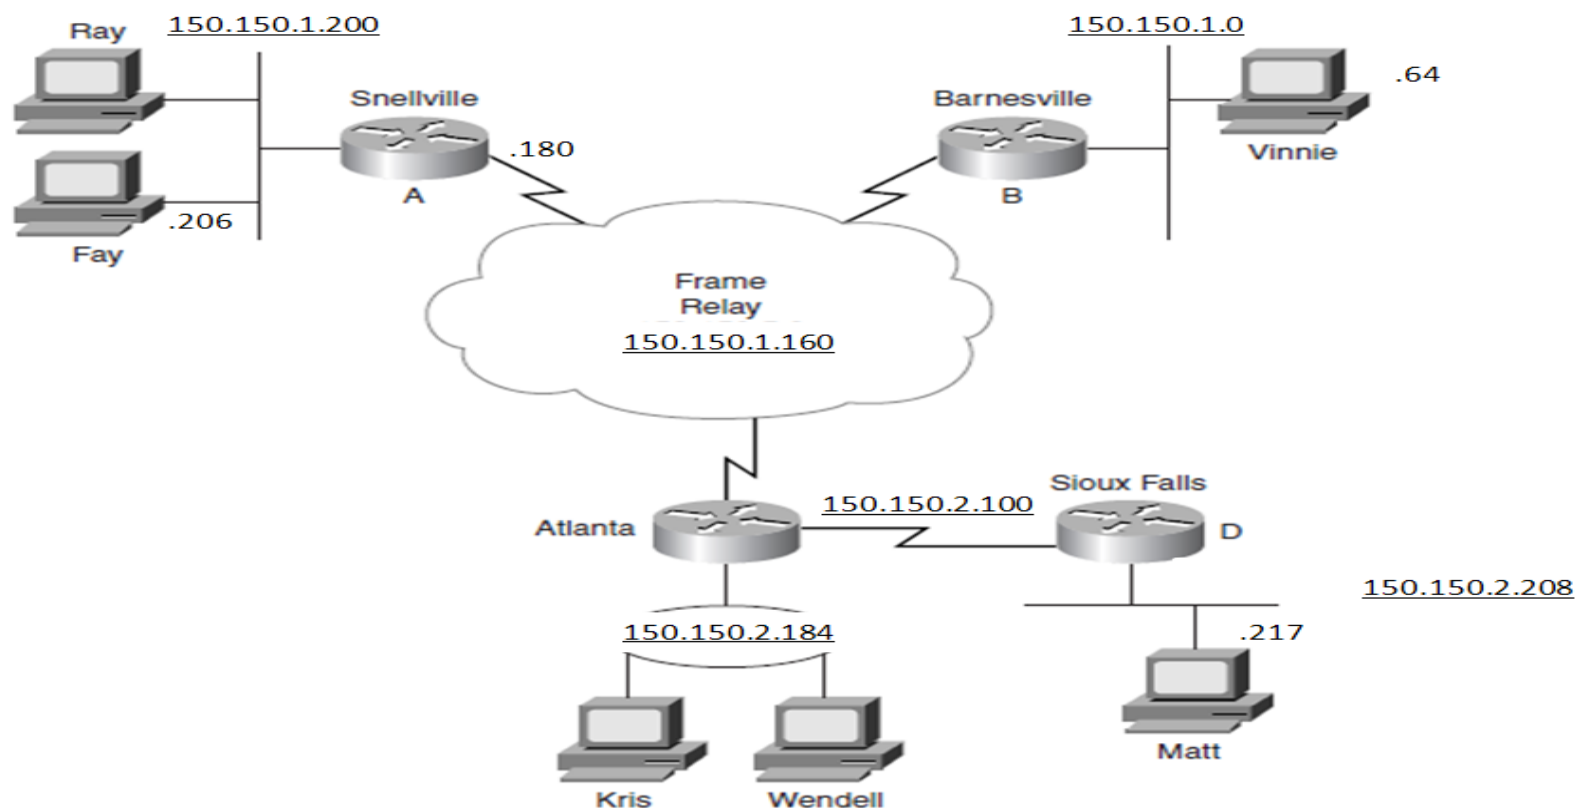 Ray
150.150.1.200
150.150.1.0
.64
Snellville
Barnesville
.180
Vinnie
A
B
.206
Fay
Frame
Relay
150.150.1.160
Sioux Falls
150.150.2.100
Atlanta
D
150.150.2.208
150.150.2.184
.217
Matt
Kris
Wendell